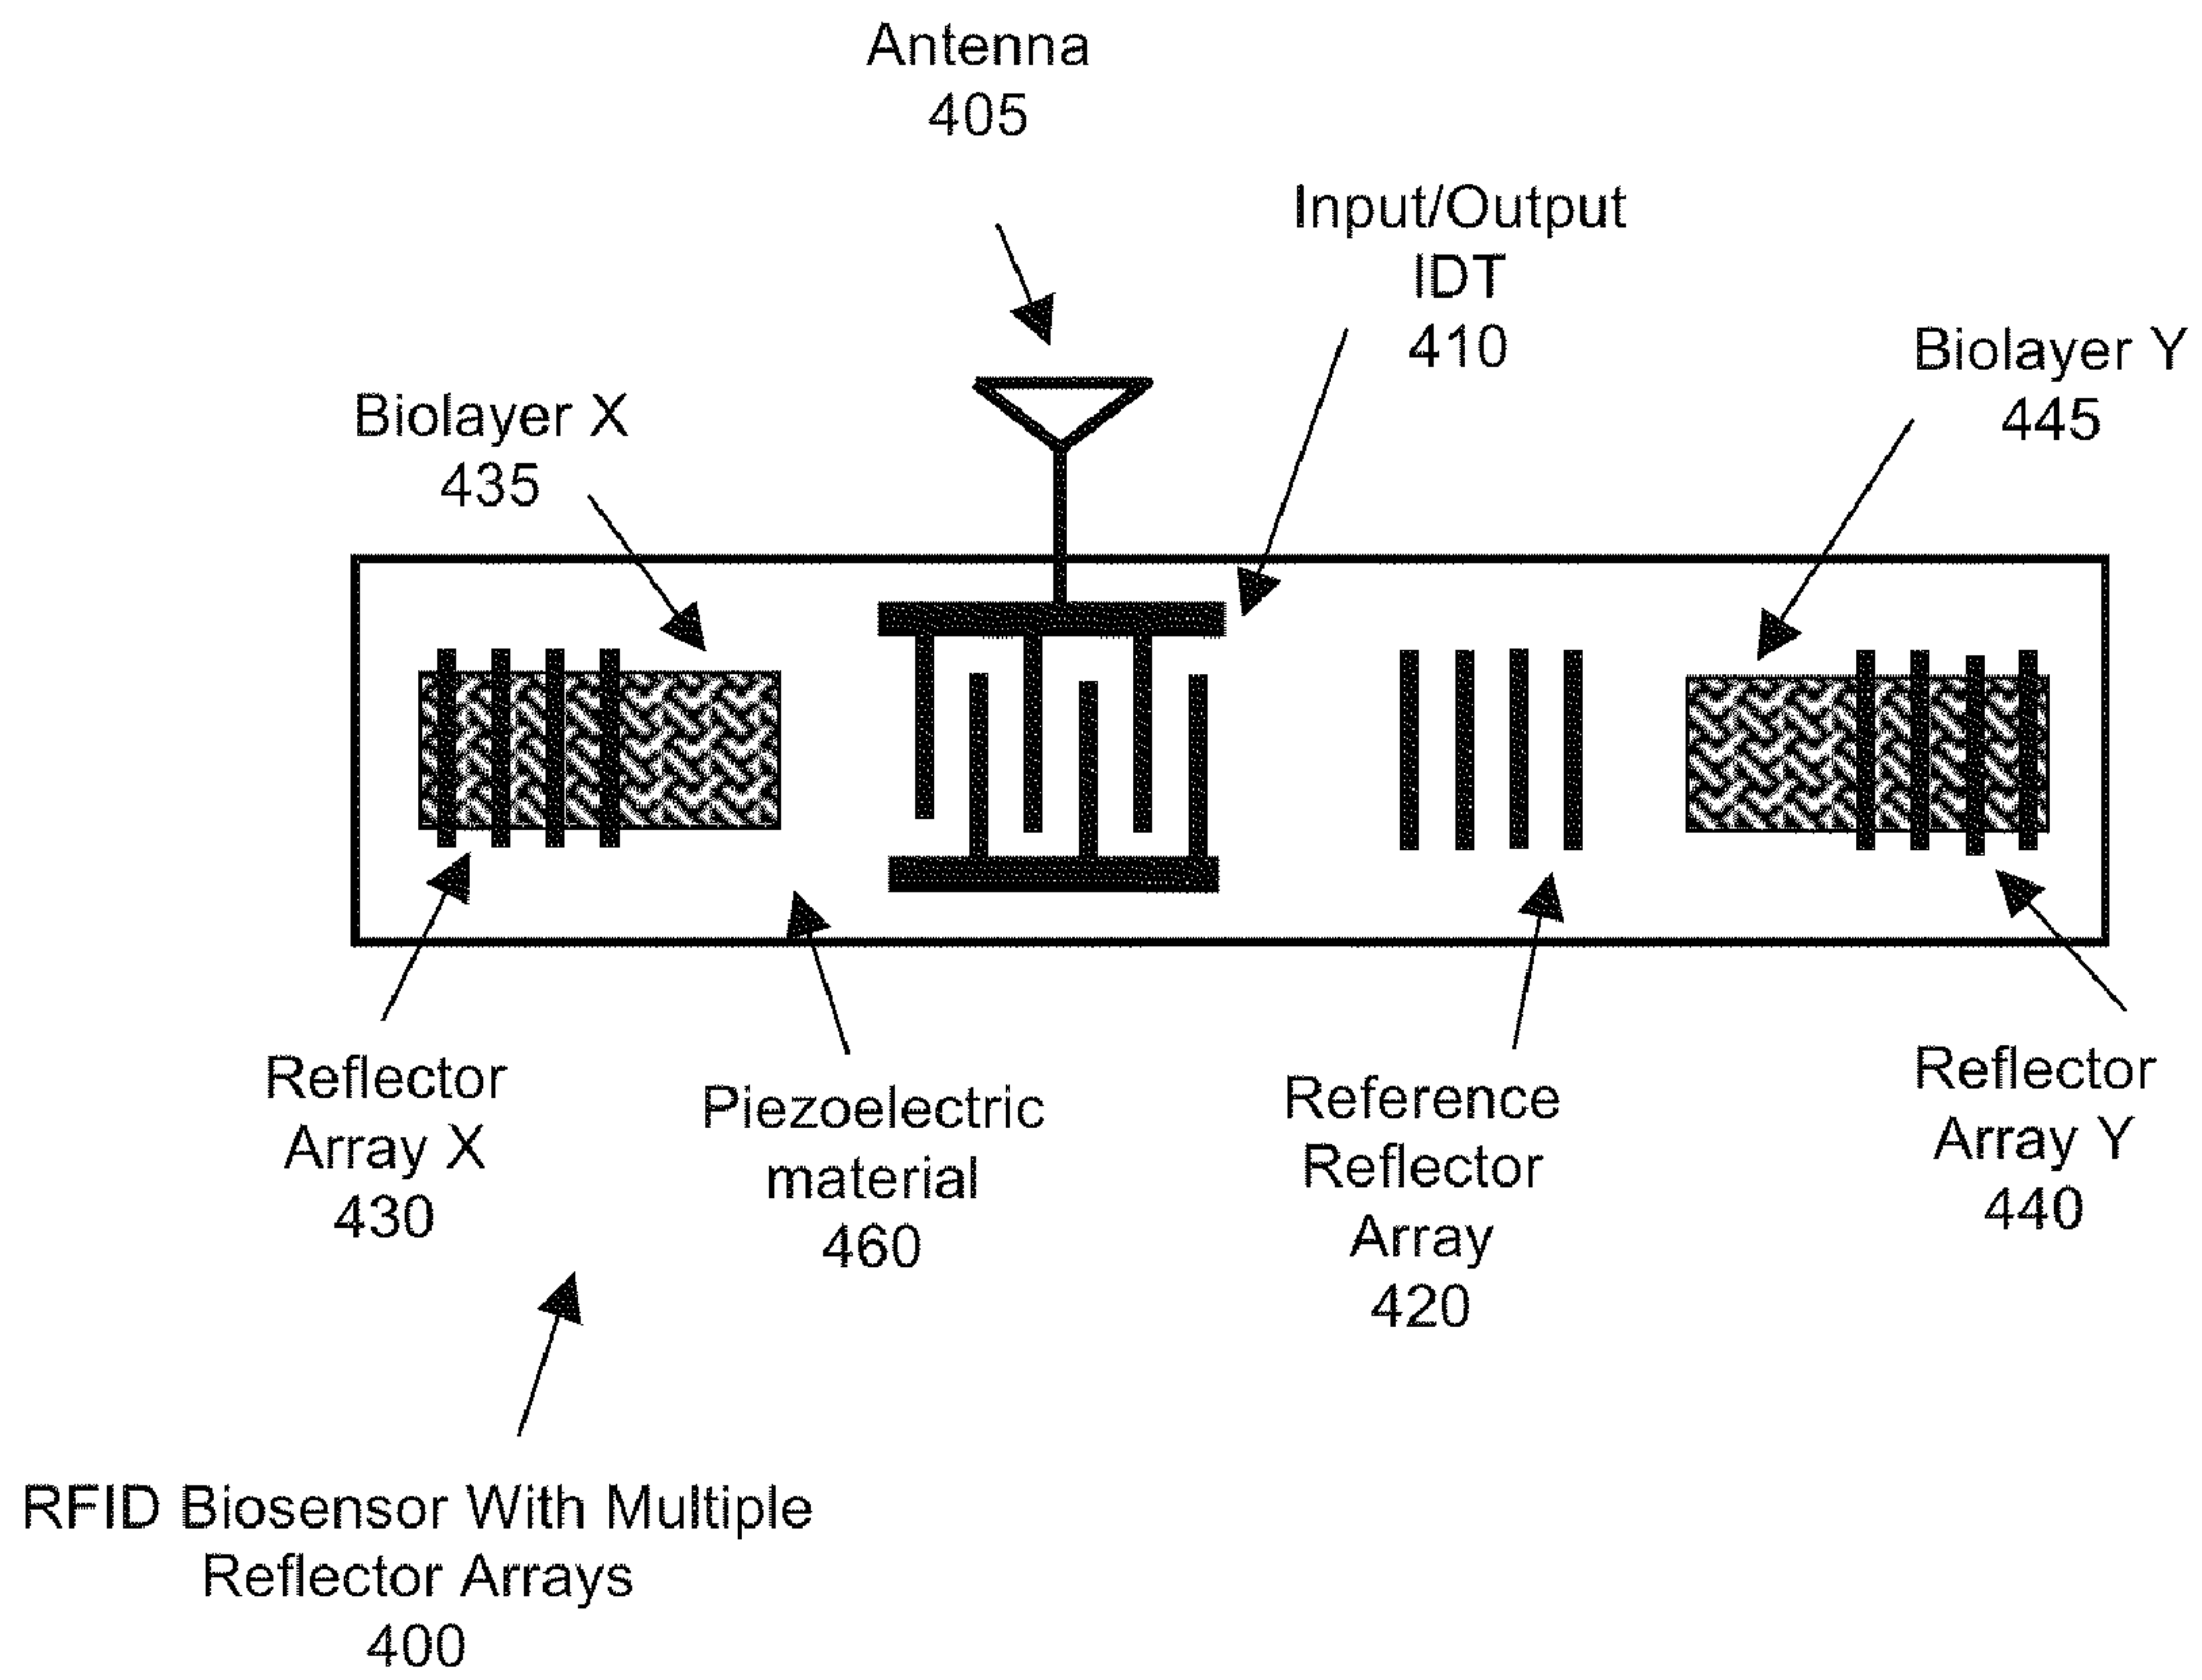 Antenna
405
Input/Output
IDT
410
Biolayer Y
445
Biolayer X
435
Reflector
Array X
430
Piezoelectric
material
460
Reference
Reflector
Array
420
Reflector
Array Y
440
RFID Biosensor With Multiple
Reflector Arrays
400